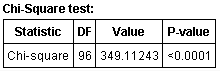 Chi-Square test:
Statistic DF Value P-value
Chi-square 96 349.11243 <0.0001